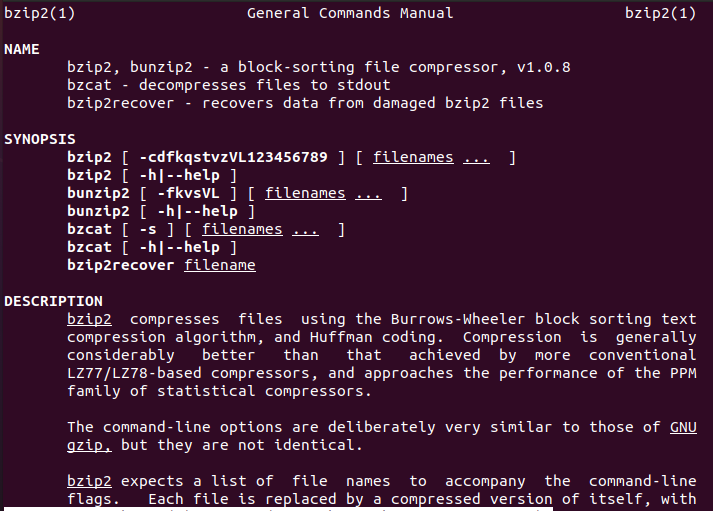 bzip2(1) General Commands Manual bzip2(1)
NAME
bzip2, bunzip2 - a block-sorting file compressor, v1.0.8
bzcat - decompresses files to stdout
bzip2recover - recovers data from damaged bzip2 files
SYNOPSIS
bzip2 [ -cdfkqstvzVL123456789 ] [ filenames ... ]
bzip2 [ -h|--help ]
bunzip2 [ -fkvsVL ] [ filenames ... ]
bunzip2 [ -h|--help ]
bzcat [ -s ] [ filenames ... ]
bzcat [ -h|--help ]
bzip2recover filename
DESCRIPTION
bzip2 compresses files using the Burrows-Wheeler block sorting text
compression algorithm, and Huffman coding. Compression is generally
considerably better than that achieved by more conventional
LZ77/LZ78-based compressors, and approaches the performance of the PPM
family of statistical compressors.
The command-line options are deliberately very similar to those of GNU
gzip, but they are not identical.
bzip2 expects a list of file names to accompany the command-line
flags. Each file is replaced by a compressed version of itself, with